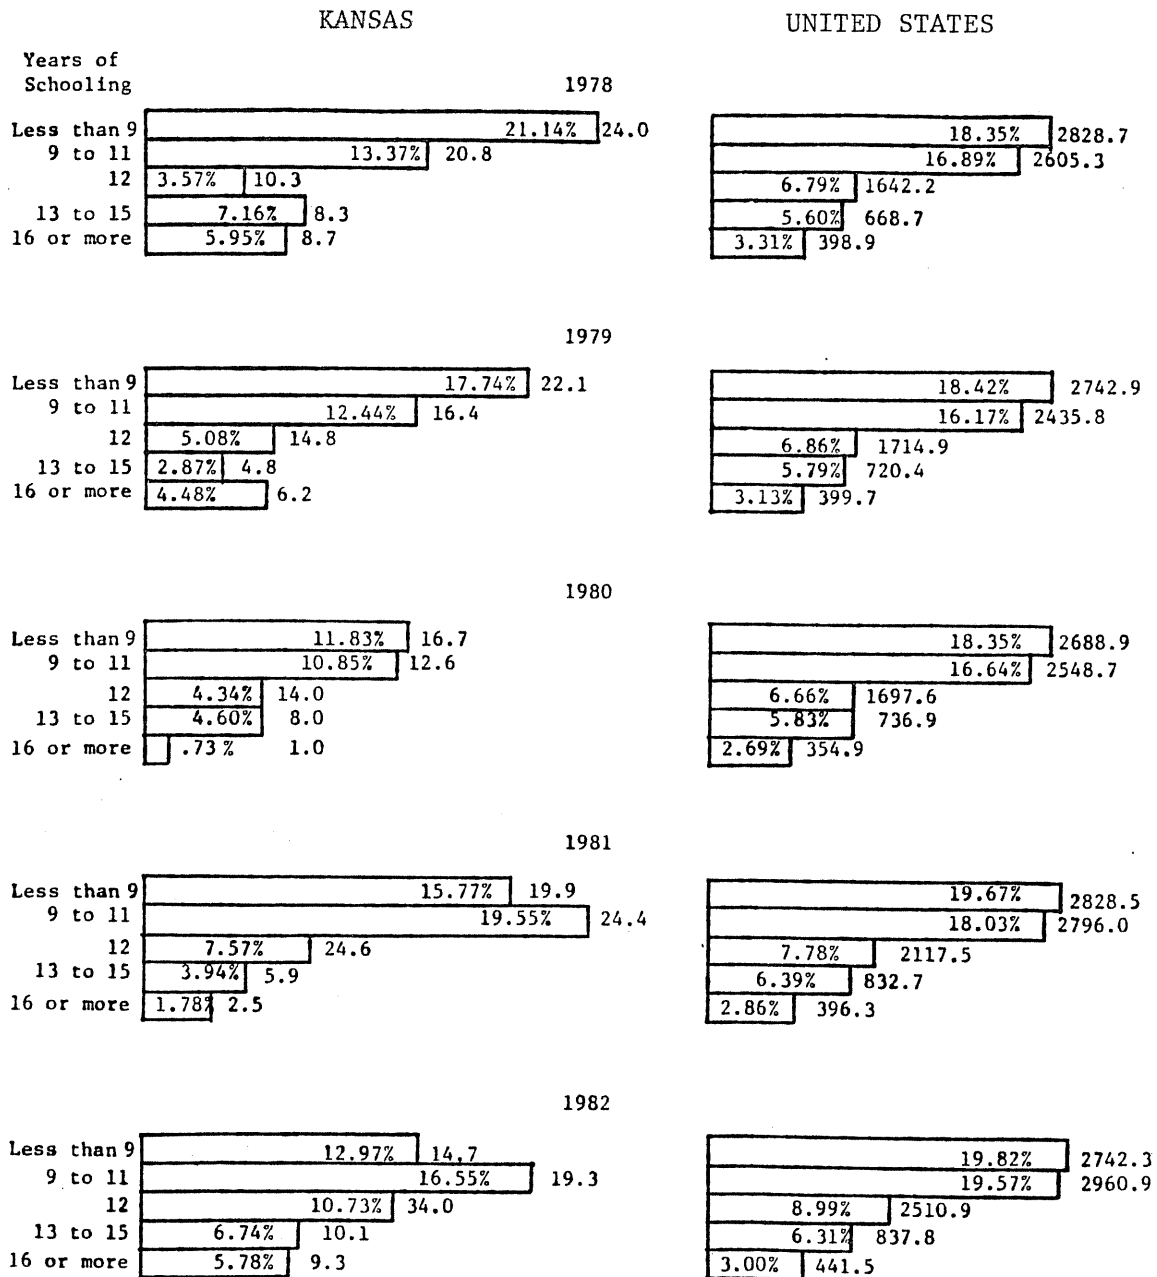 KANSAS UNITED STATES
Years of
Schooling 1978
Less than 9 21.14% 24.0 18.35% 2828.7
9 to 11 13.37% 20.8 16.89% 2605.3
12 3.57% 10.3 6.79% 1642.2
13 to 15 7.16% 8.3 5.60% 668.7
16 or more 5.95% 8.7 3.31% 398.9
1979
Less than 9 17.74% 22.1 18.42% 2742.9
9 to 11 12.44% 16.4 16.17% 2435.8
12 5.08% 14.8 6.86% 1714.9
13 to 15 2.87% 4.8 5.79% 720.4
16 or more 4.48% 6.2 3.13% 399.7
1980
Less than 9 11.83% 16.7 18.35% 2688.9
9 to 11 10.85% 12.6 16.64% 2548.7
12 4.34% 14.0 6.66% 1697.6
13 to 15 4.60% 8.0 5.83% 736.9
16 or more .73% 1.0 2.69% 354.9
1981
Less than 9 15.77% 19.9 19.67% 2828.5
9 to 11 19.55% 24.4 18.03% 2796.0
12 7.57% 24.6 7.78% 2117.5
13 to 15 3.94% 5.9 6.39% 832.7
16 or more 1.78% 2.5 2.86% 396.3
1982
Less than 9 12.97% 14.7 19.82% 2742.3
9 to 11 16.55% 19.3 19.57% 2960.9
12 10.73% 34.0 8.99% 2510.9
13 to 15 6.74% 10.1 6.31% 837.8
16 or more 5.78% 9.3 3.00% 441.5